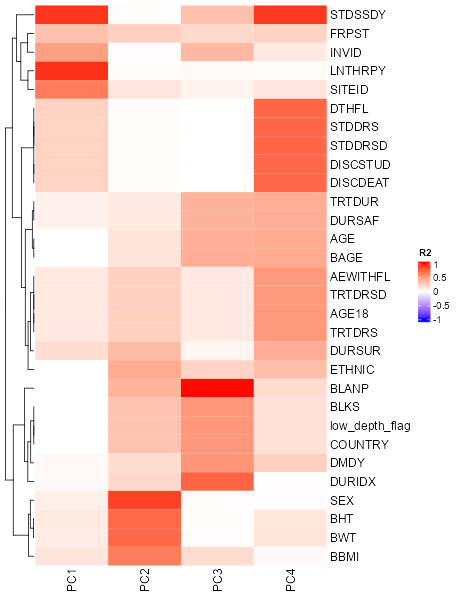 STDSSDY
FRPST
INVID
LNTHRPY
SITEID
DTHFL
STDDRS
STDDRSD
DISCSTUD
DISCDEAT
TRTDUR
DURSAF
AGE
BAGE
AEWITHFL
TRTDRSD
AGE18
TRTDRS
DURSUR
ETHNIC
BLANP
BLKS
low_depth_flag
COUNTRY
DMDY
DURIDX
SEX
BHT
BWT
BBMI
PC1
PC2
PC3
PC4
R2
1
0.5
0
-0.5
-1